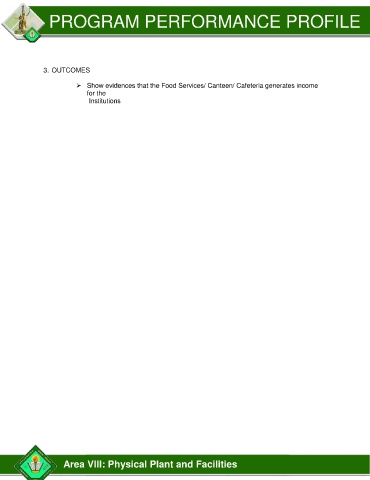 PROGRAM PERFORMANCE PROFILE
3. OUTCOMES
➢ Show evidences that the Food Services/ Canteen/ Cafeteria generates income
for the
Institutions
Area VIII: Physical Plant and Facilities